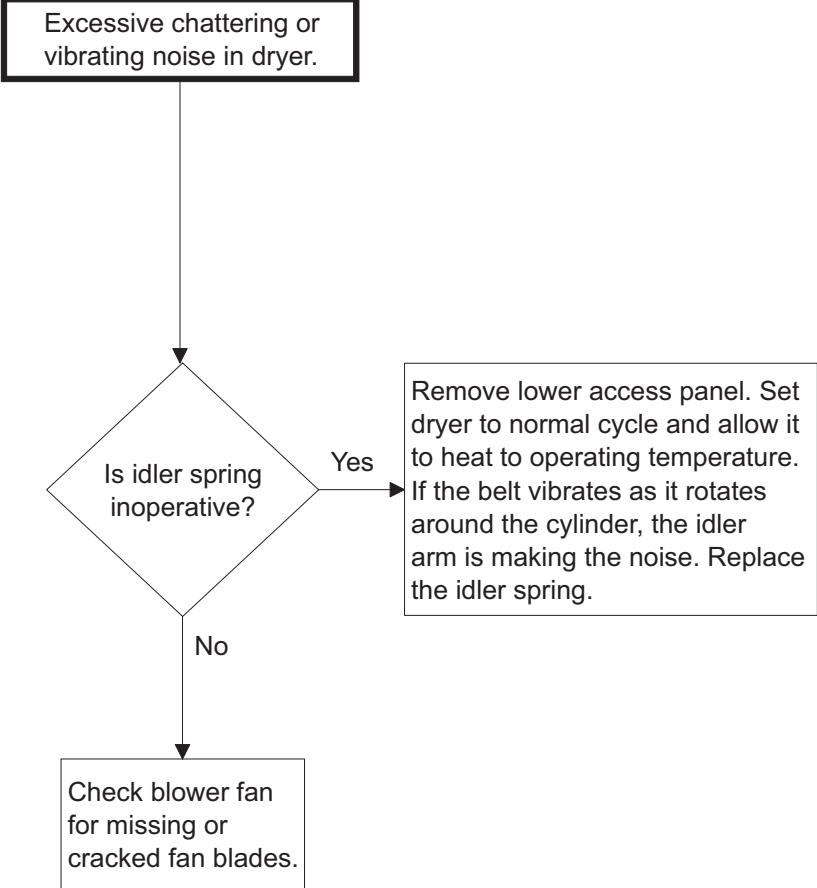 Excessive chattering or
vibrating noise in dryer.
Is idler spring
inoperative?
Yes
Remove lower access panel. Set
dryer to normal cycle and allow it
to heat to operating temperature.
If the belt vibrates as it rotates
around the cylinder, the idler
arm is making the noise. Replace
the idler spring.
No
Check blower fan
for missing or
cracked fan blades.